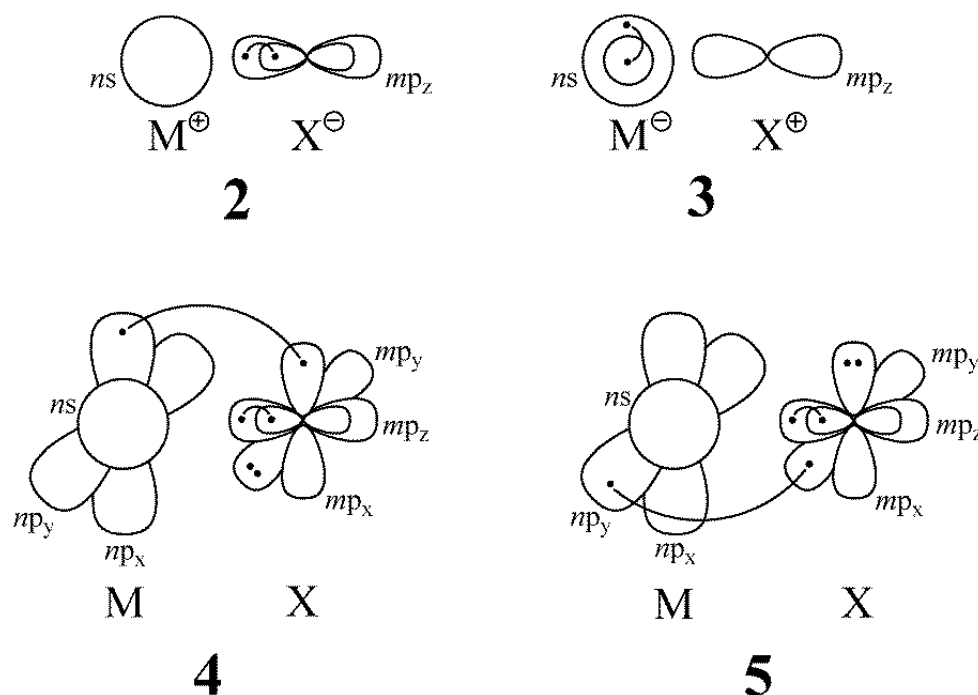 ns mp_z ns mp_z
M⊕ X⊖ M⊖ X⊕
2 3
mp_y mp_y
ns mp_z ns mp_z
mp_x mp_x
np_y np_y
np_x np_x
M X M X
4 5